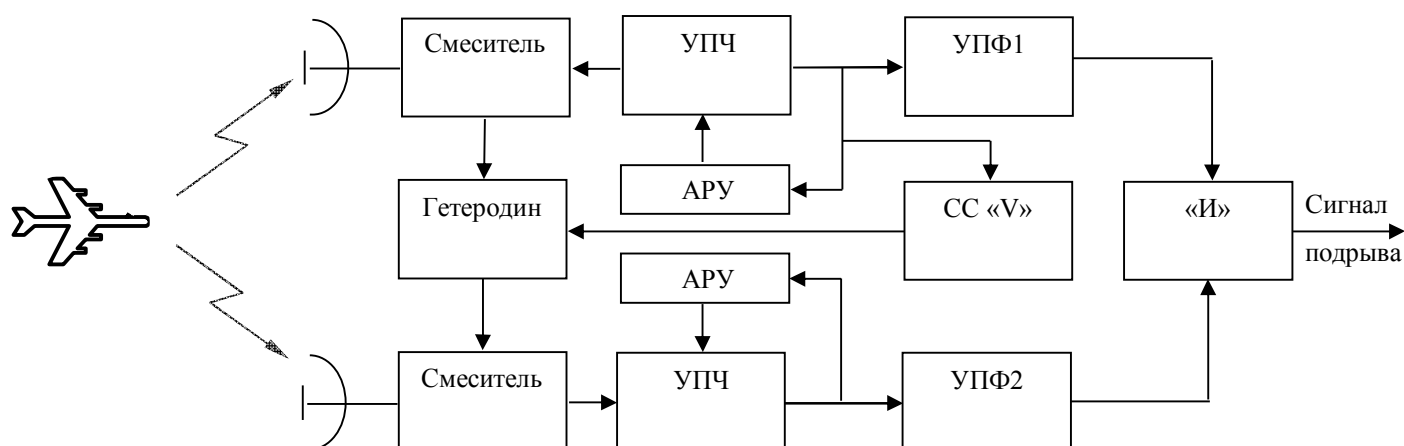 Смеситель
УПЧ
УПФ1
АРУ
Гетеродин
СС «V»
«И»
Сигнал
подрыва
АРУ
Смеситель
УПЧ
УПФ2